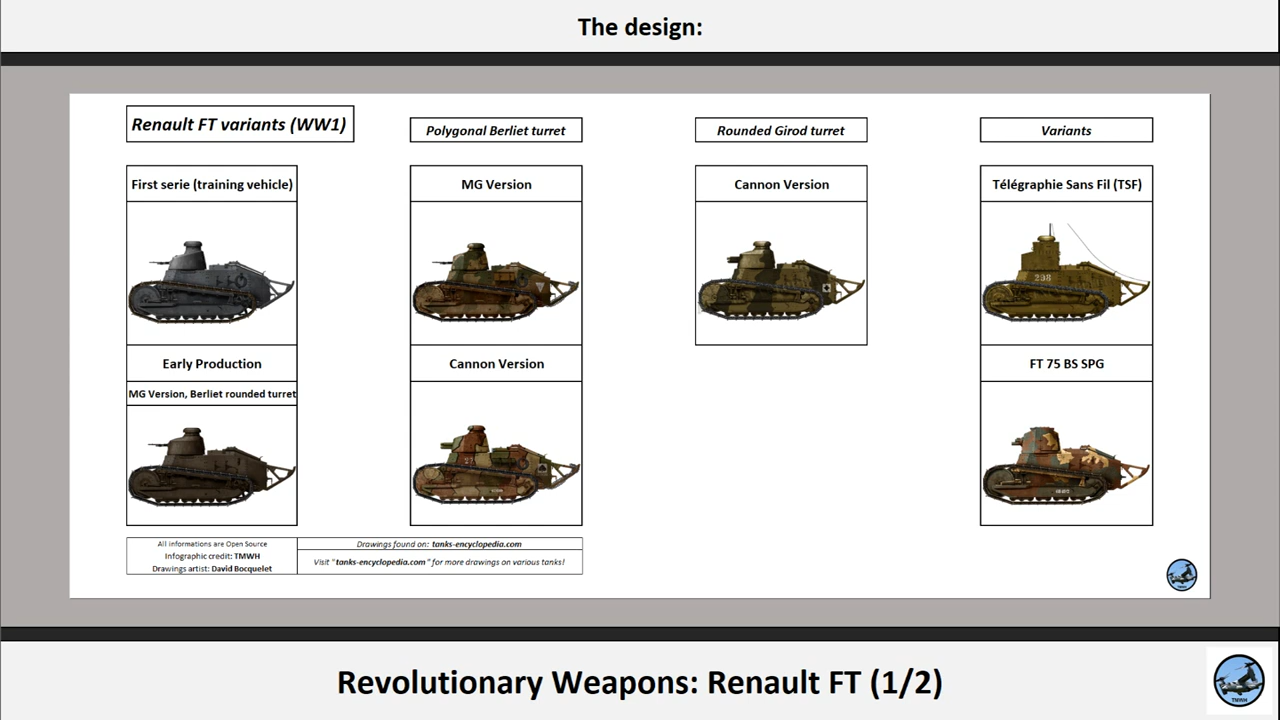 The design:
Renault FT variants (WW1)
Polygonal Berliet turret
Rounded Girod turret
Variants
First serie (training vehicle)
MG Version
Cannon Version
Télégraphie Sans Fil (TSF)
298
Early Production
Cannon Version
FT 75 BS SPG
MG Version, Berliet rounded turret
All informations are Open Source
Infographic credit: TMWH
Drawings artist: David Bocquelet
Drawings found on: tanks-encyclopedia.com
Visit "tanks-encyclopedia.com" for more drawings on various tanks!
Revolutionary Weapons: Renault FT (1/2)
TMWH